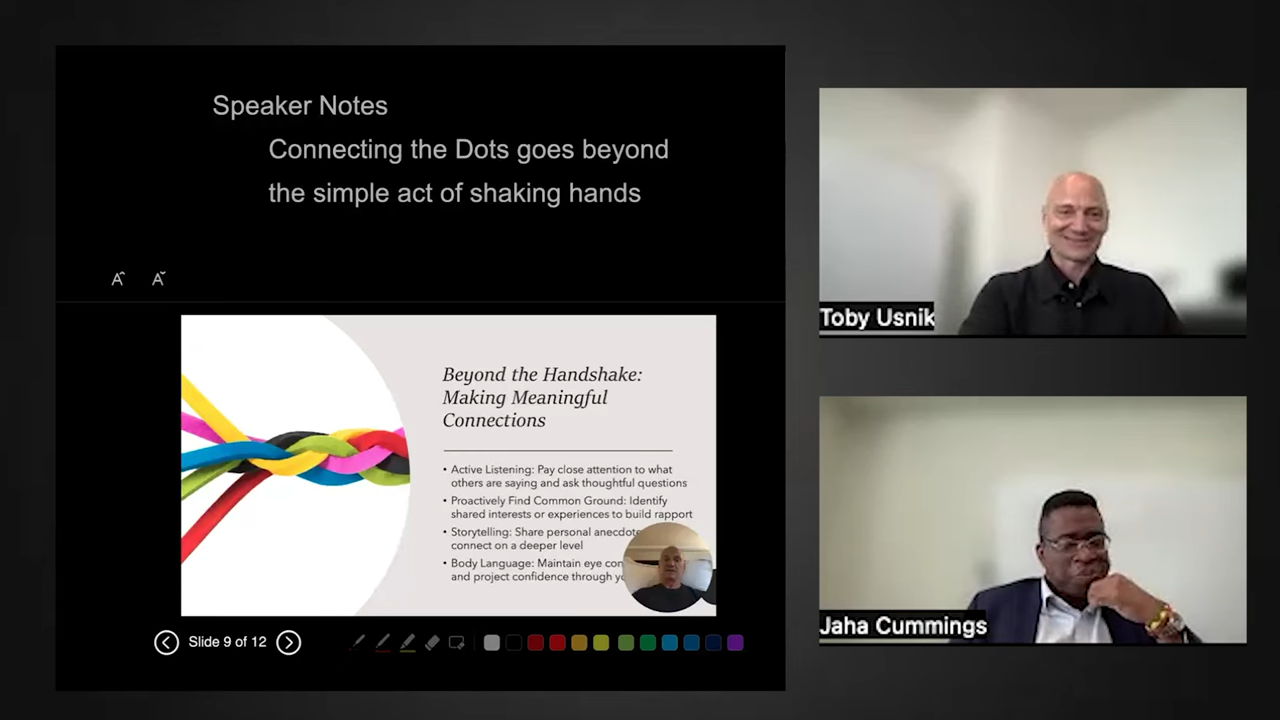 Speaker Notes
Connecting the Dots goes beyond
the simple act of shaking hands
A A
Beyond the Handshake:
Making Meaningful
Connections
• Active Listening: Pay close attention to what
others are saying and ask thoughtful questions
• Proactively Find Common Ground: Identify
shared interests or experiences to build rapport
• Storytelling: Share personal
connect on a deeper level
• Body Language: Maintain eye
and project confidence through
Slide 9 of 12
Toby Usnik
Jaha Cummings